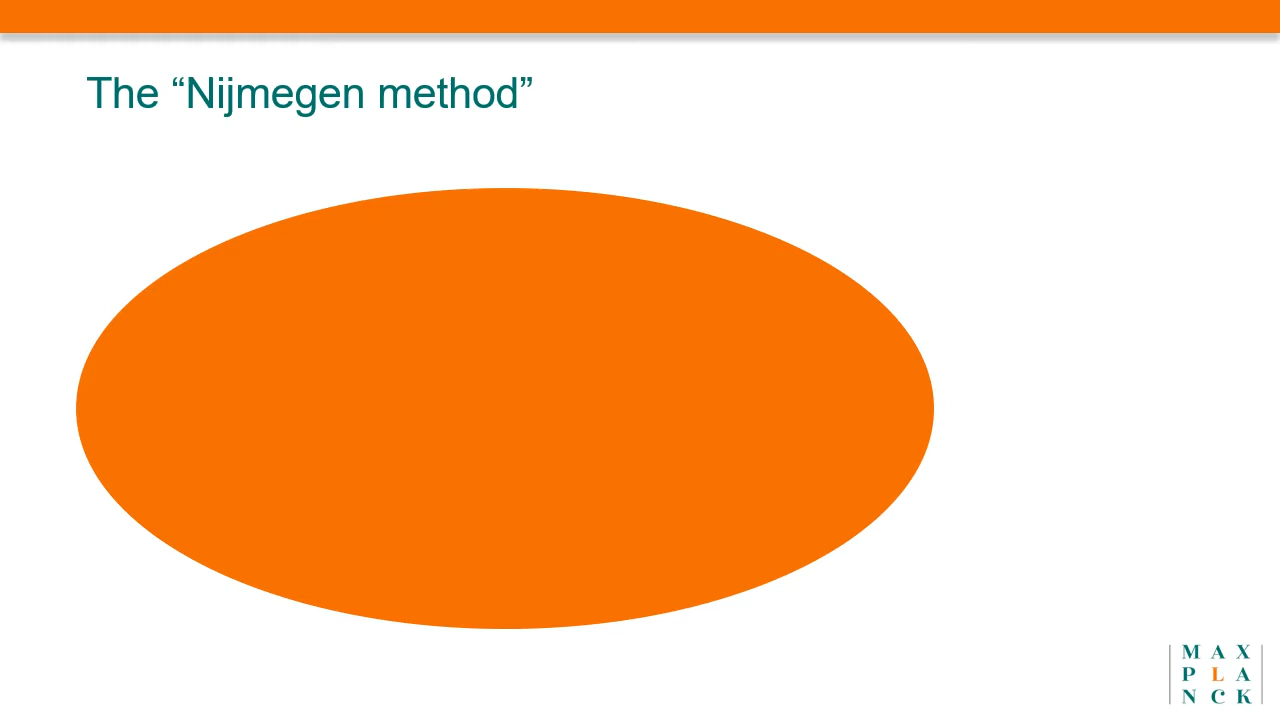 The “Nijmegen method”
M A X
P L A
N C K